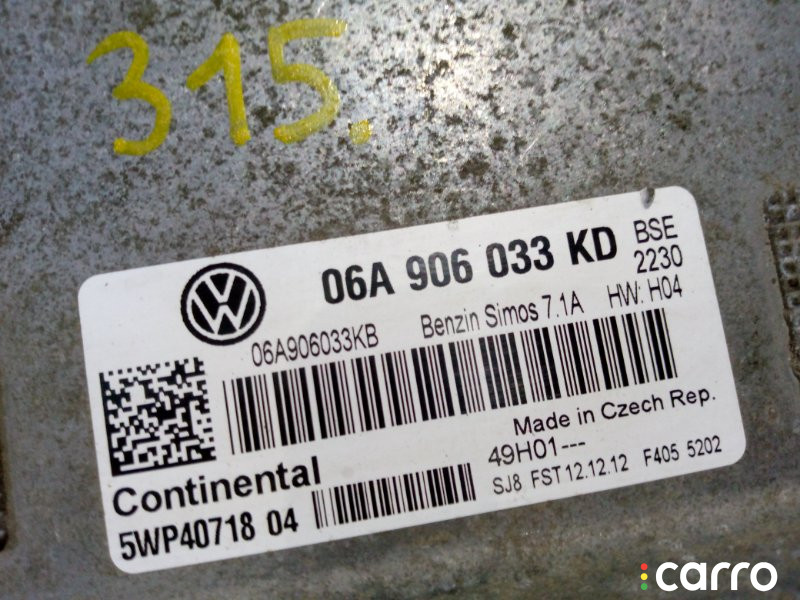 315.
06A 906 033 KD BSE
2230
06A906033KB Benzin Simos 7.1A HW: H04
Made in Czech Rep.
49H01---
Continental
SJ8 FST 12.12.12 F405 5202
5WP40718 04
carro